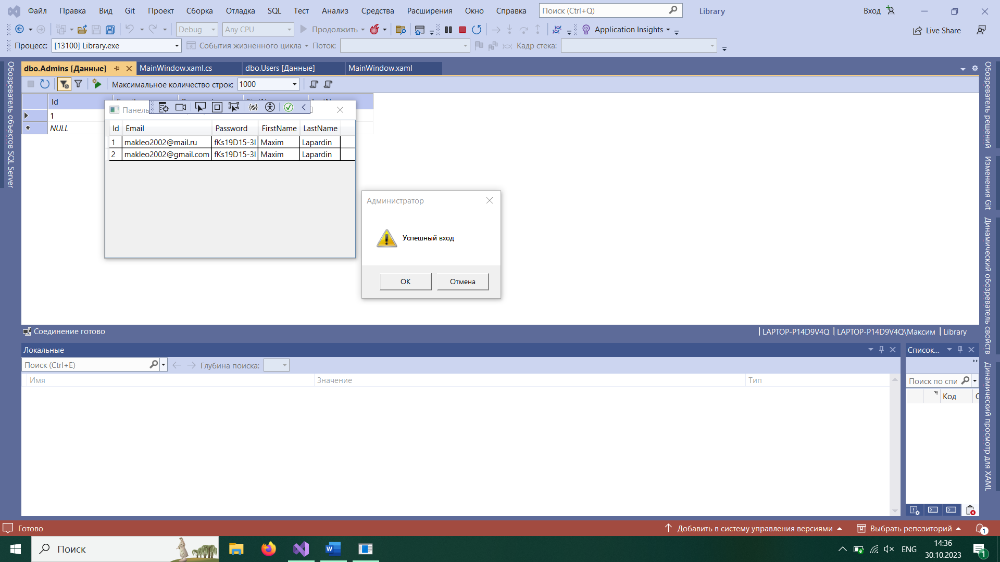 Файл Правка Вид Git Проект Сборка Отладка SQL Тест Анализ Средства Расширения Окно Справка Поиск (Ctrl+Q) Library Вход
Debug Any CPU Продолжить Application Insights Live Share
Процесс: [13100] Library.exe События жизненного цикла Поток: Кадр стека:
Обозреватель объектов SQL Server
dbo.Admins [Данные] MainWindow.xaml.cs dbo.Users [Данные] MainWindow.xaml
Максимальное количество строк: 1000
Id
1
NULL
Панель
Id Email Password FirstName LastName
1 makleo2002@mail.ru fKs19D15-3I Maxim Lapardin
2 makleo2002@gmail.com fKs19D15-3I Maxim Lapardin
Администратор
Успешный вход
ОК Отмена
Обозреватель решений
Изменения Git
Динамический обозреватель свойств
Динамический просмотр для XAML
Соединение готово LAPTOP-P14D9V4Q LAPTOP-P14D9V4Q\Максим Library
Локальные
Поиск (Ctrl+E) Глубина поиска:
Имя Значение Тип
Список...
Поиск по спи
Код
Готово Добавить в систему управления версиями Выбрать репозиторий 1
Поиск
ENG
14:36
30.10.2023
1